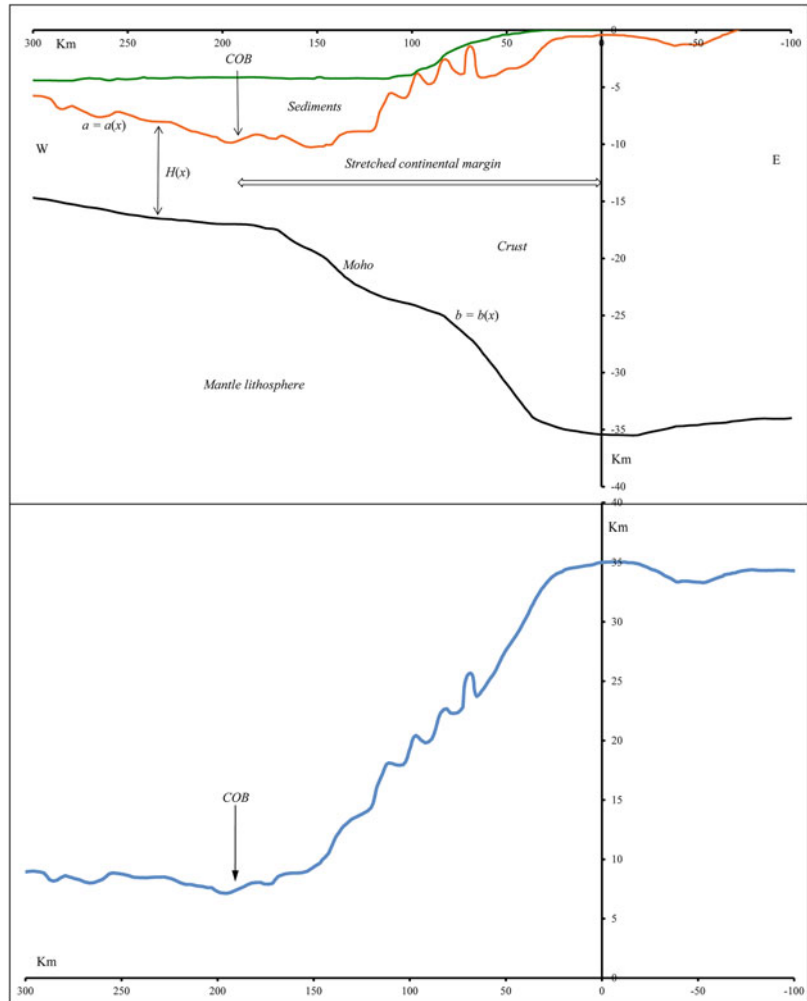 300 250 200 150 100 50 0 -50 -100
Km
COB
0
-5
Sediments
a = a(x)
-10
W
Stretched continental margin
E
H(x)
-15
Crust
-20
Moho
b = b(x)
-25
Mantle lithosphere
-30
-35
Km
-40
40
Km
35
30
25
20
15
COB
10
5
Km
0
300 250 200 150 100 50 0 -50 -100